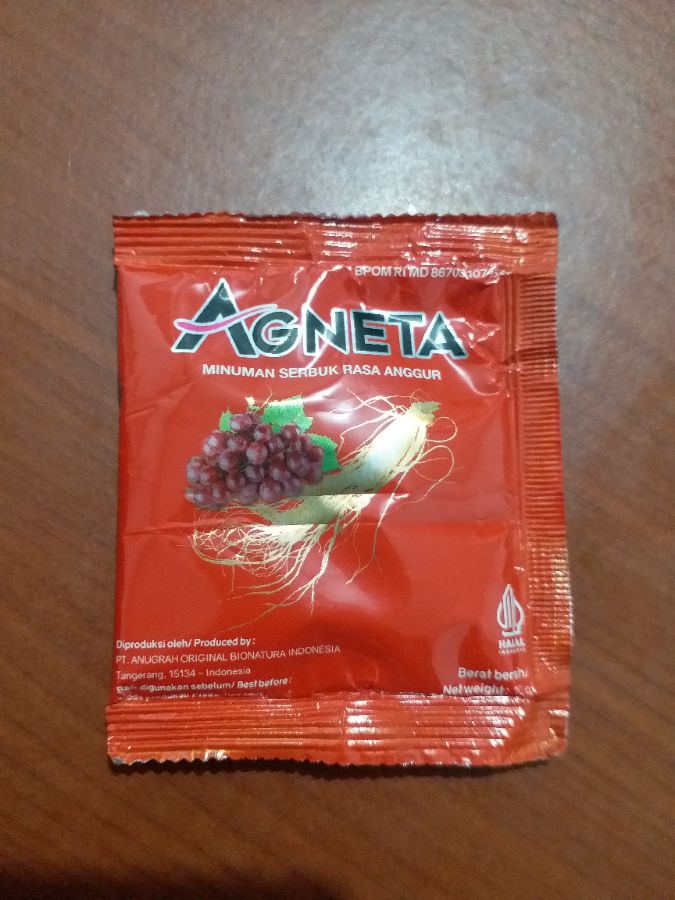 BPOM RI MD
AGNETA
MINUMAN SERBUK RASA ANGGUR
HALAL
INDONESIA
Diproduksi oleh/ Produced by :
PT. ANUGRAH ORIGINAL BIONATURA INDONESIA
Tangerang, 15134 - Indonesia
Baik digunakan sebelum/ Best before :
Berat
Net weight :